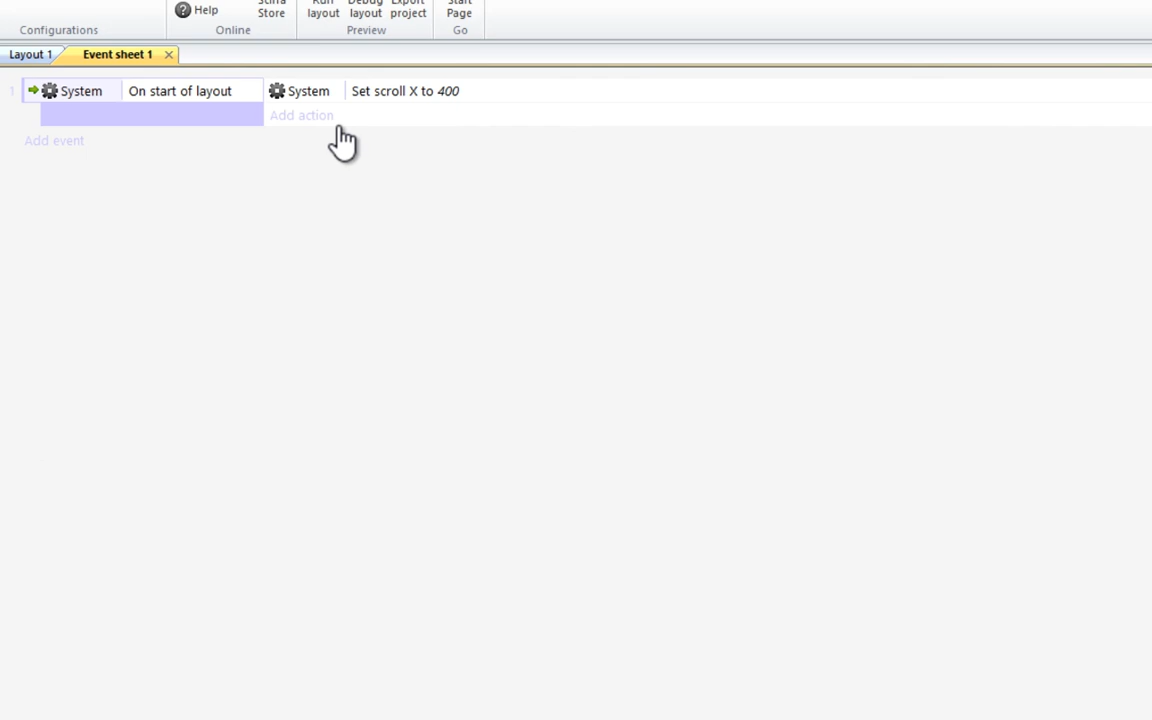 Help
Store
layout
layout
project
Page
Configurations
Online
Preview
Go
Layout 1
Event sheet 1
1 System On start of layout System Set scroll X to 400
Add action
Add event